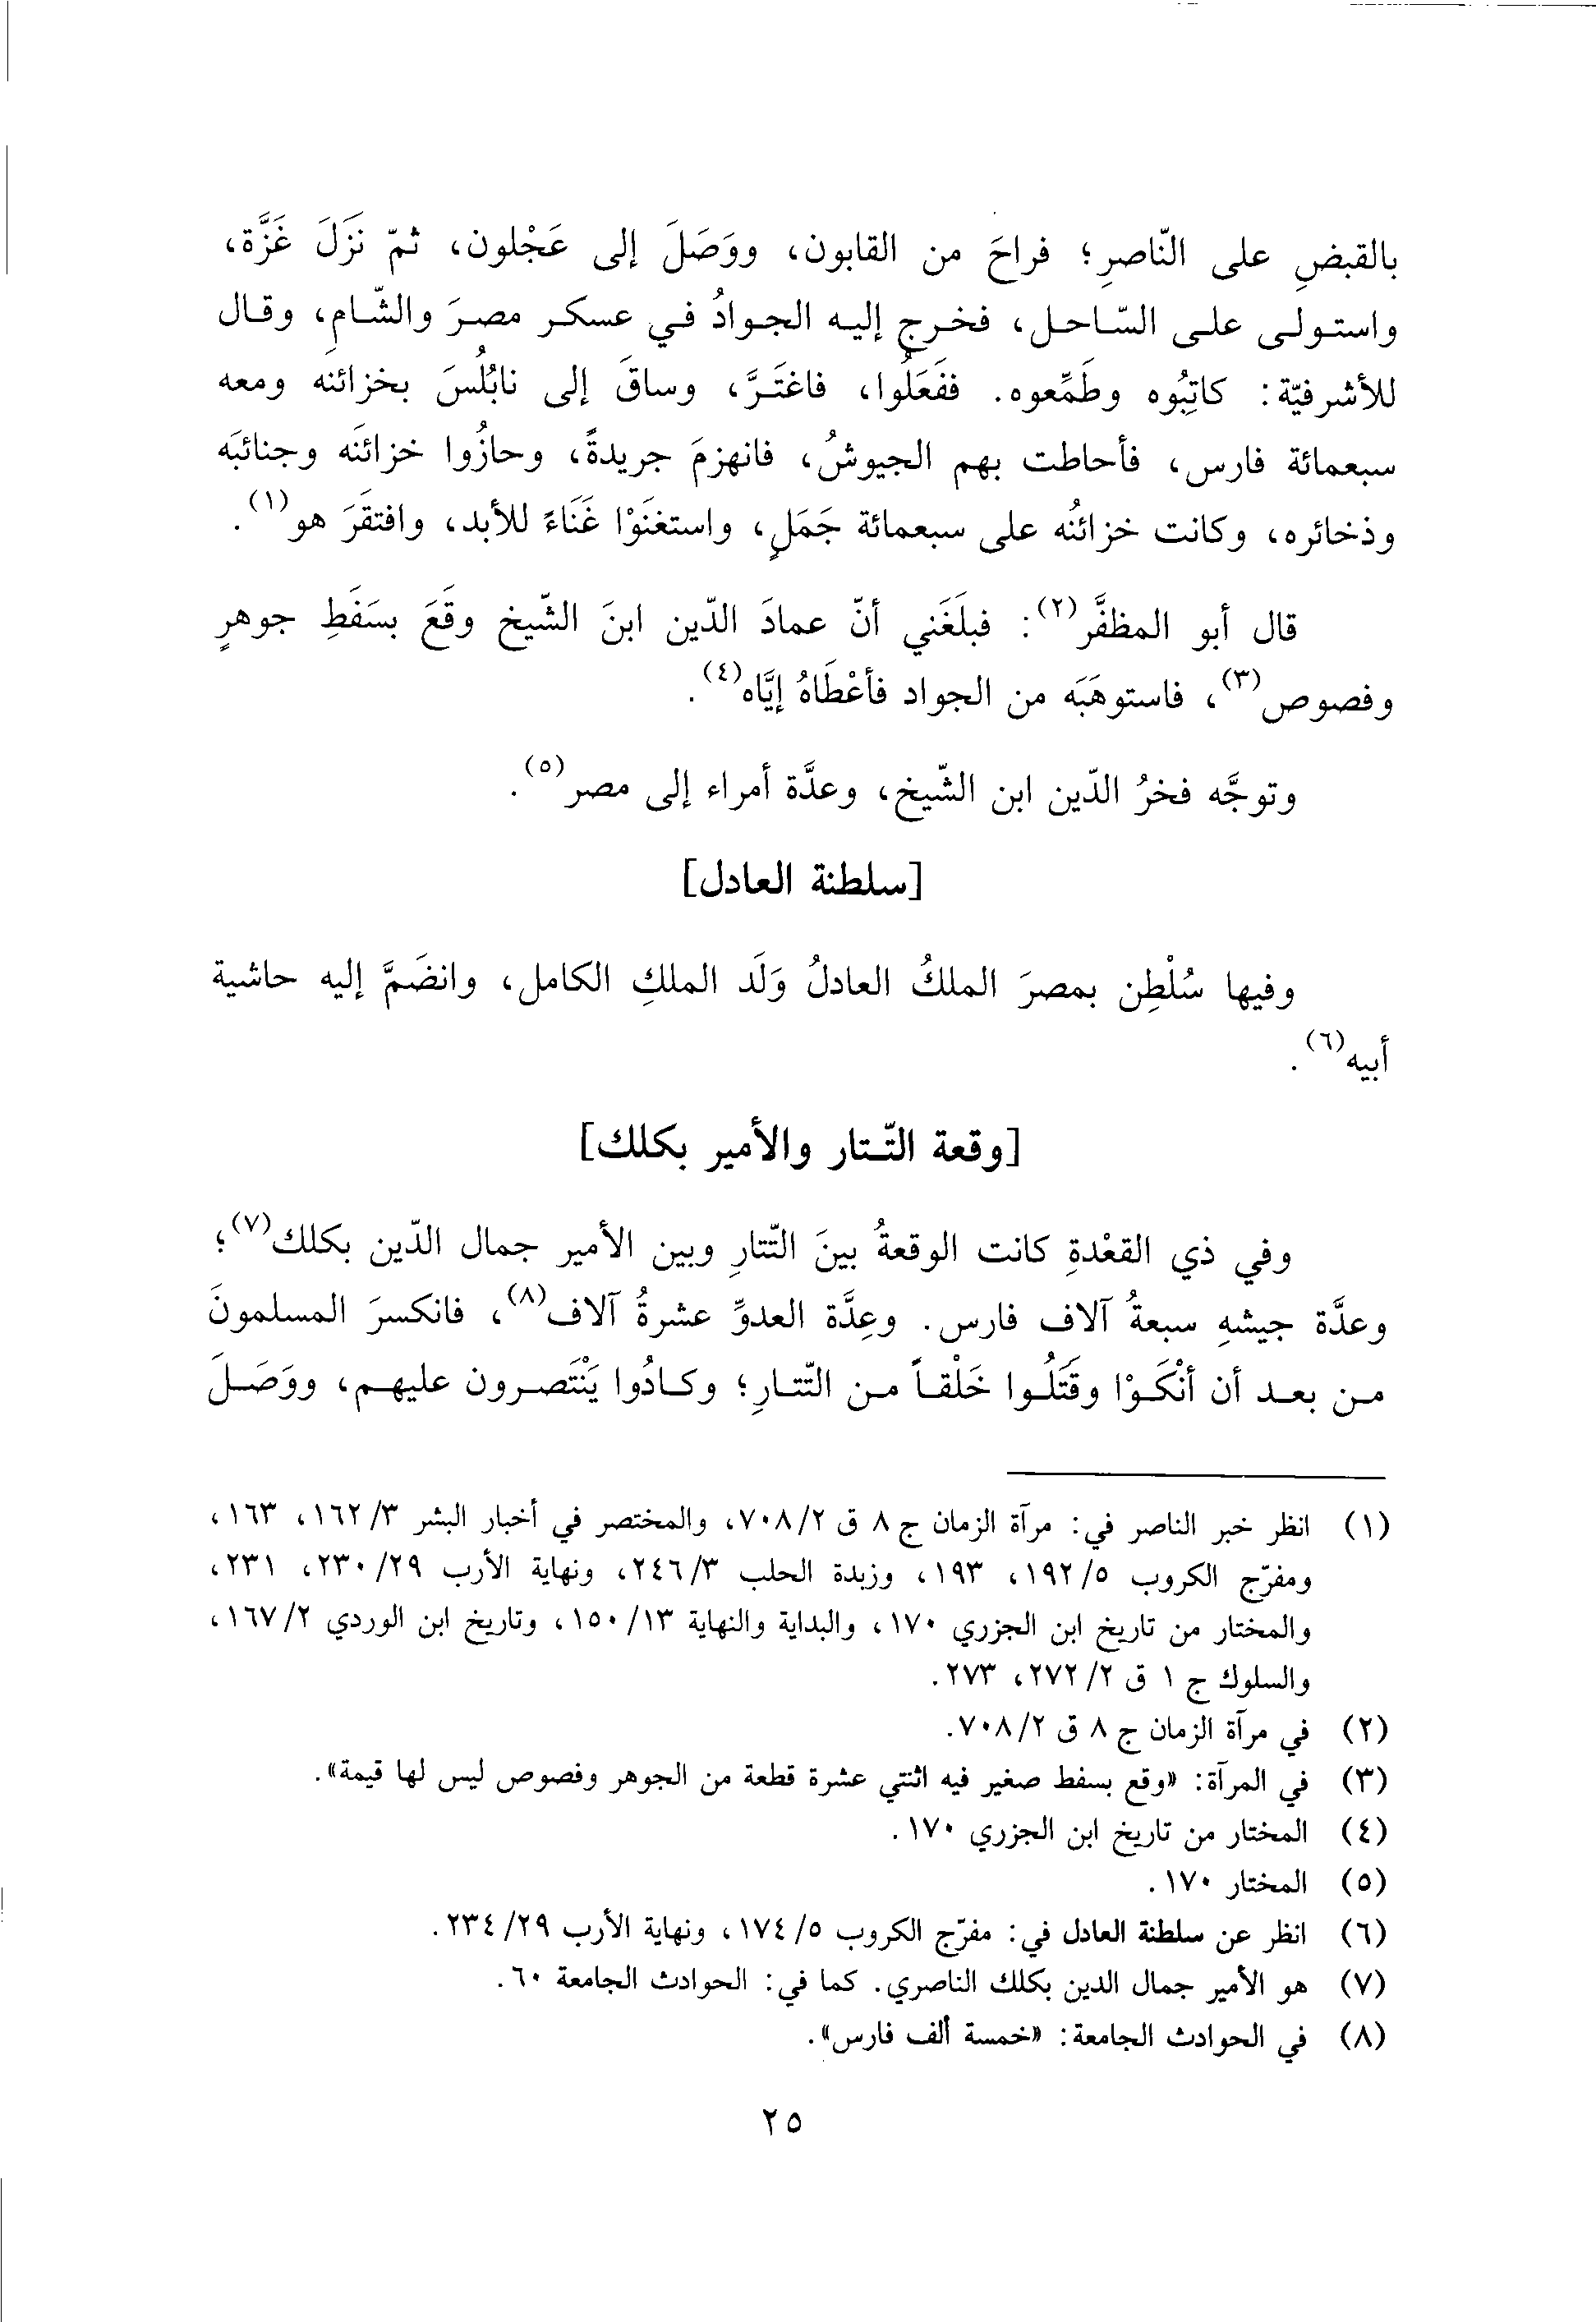 بالقبضِ على النّاصرِ؛ فراحَ من القابون، ووَصَلَ إلى عَجْلون، ثمّ نَزَلَ غَزَّة،
واستولى على السّاحل، فخرج إليه الجوادُ في عسكر مصرَ والشّامِ، وقال
للأشرفيّة: كاتِبُوه وطَمِّعوه. ففَعَلُوا، فاغتَرَّ، وساقَ إلى نابُلُسَ بخزائنه ومعه
سبعمائة فارس، فأحاطت بهم الجيوشُ، فانهزمَ جريدةً، وحازُوا خزائنَه وجنائبَه
وذخائره، وكانت خزائنُه على سبعمائة جَمَلٍ، واستغنَوْا غَنَاءً للأبد، وافتقَرَ هو(١).
قال أبو المظفَّر(٢): فبلَغَني أنّ عمادَ الدّين ابنَ الشّيخ وقَعَ بسَفَطِ جوهرٍ
وفصوص(٣)، فاستوهَبَه من الجواد فأعْطَاهُ إيَّاه(٤).
وتوجَّه فخرُ الدّين ابن الشّيخ، وعدَّة أمراء إلى مصر(٥).
[سلطنة العادل]
وفيها سُلْطِن بمصرَ الملكُ العادلُ وَلَد الملكِ الكامل، وانضَمَّ إليه حاشية
أبيه(٦).
[وقعة التّتار والأمير بكلك]
وفي ذي القعْدةِ كانت الوقعةُ بينَ التّتارِ وبين الأمير جمال الدّين بكلك(٧)؛
وعدَّة جيشهِ سبعةُ آلاف فارس. وعِدَّة العدوِّ عشرةُ آلاف(٨)، فانكسرَ المسلمونَ
من بعد أن أنْكَوْا وقَتَلُوا خَلْقاً من التّتارِ؛ وكادُوا يَنْتَصرون عليهم، ووَصَلَ
(١) انظر خبر الناصر في: مرآة الزمان ج ٨ ق ٢/ ٧٠٨، والمختصر في أخبار البشر ٣/ ١٦٢، ١٦٣،
ومفرّج الكروب ٥/ ١٩٢، ١٩٣، وزبدة الحلب ٣/ ٢٤٦، ونهاية الأرب ٢٩/ ٢٣٠، ٢٣١،
والمختار من تاريخ ابن الجزري ١٧٠، والبداية والنهاية ١٣/ ١٥٠، وتاريخ ابن الوردي ٢/ ١٦٧،
والسلوك ج ١ ق ٢/ ٢٧٢، ٢٧٣.
(٢) في مرآة الزمان ج ٨ ق ٢/ ٧٠٨.
(٣) في المرآة: «وقع بسفط صغير فيه اثنتي عشرة قطعة من الجوهر وفصوص ليس لها قيمة».
(٤) المختار من تاريخ ابن الجزري ١٧٠.
(٥) المختار ١٧٠.
(٦) انظر عن سلطنة العادل في: مفرّج الكروب ٥/ ١٧٤، ونهاية الأرب ٢٩/ ٢٣٤.
(٧) هو الأمير جمال الدين بكلك الناصري. كما في: الحوادث الجامعة ٦٠.
(٨) في الحوادث الجامعة: «خمسة ألف فارس».
٢٥